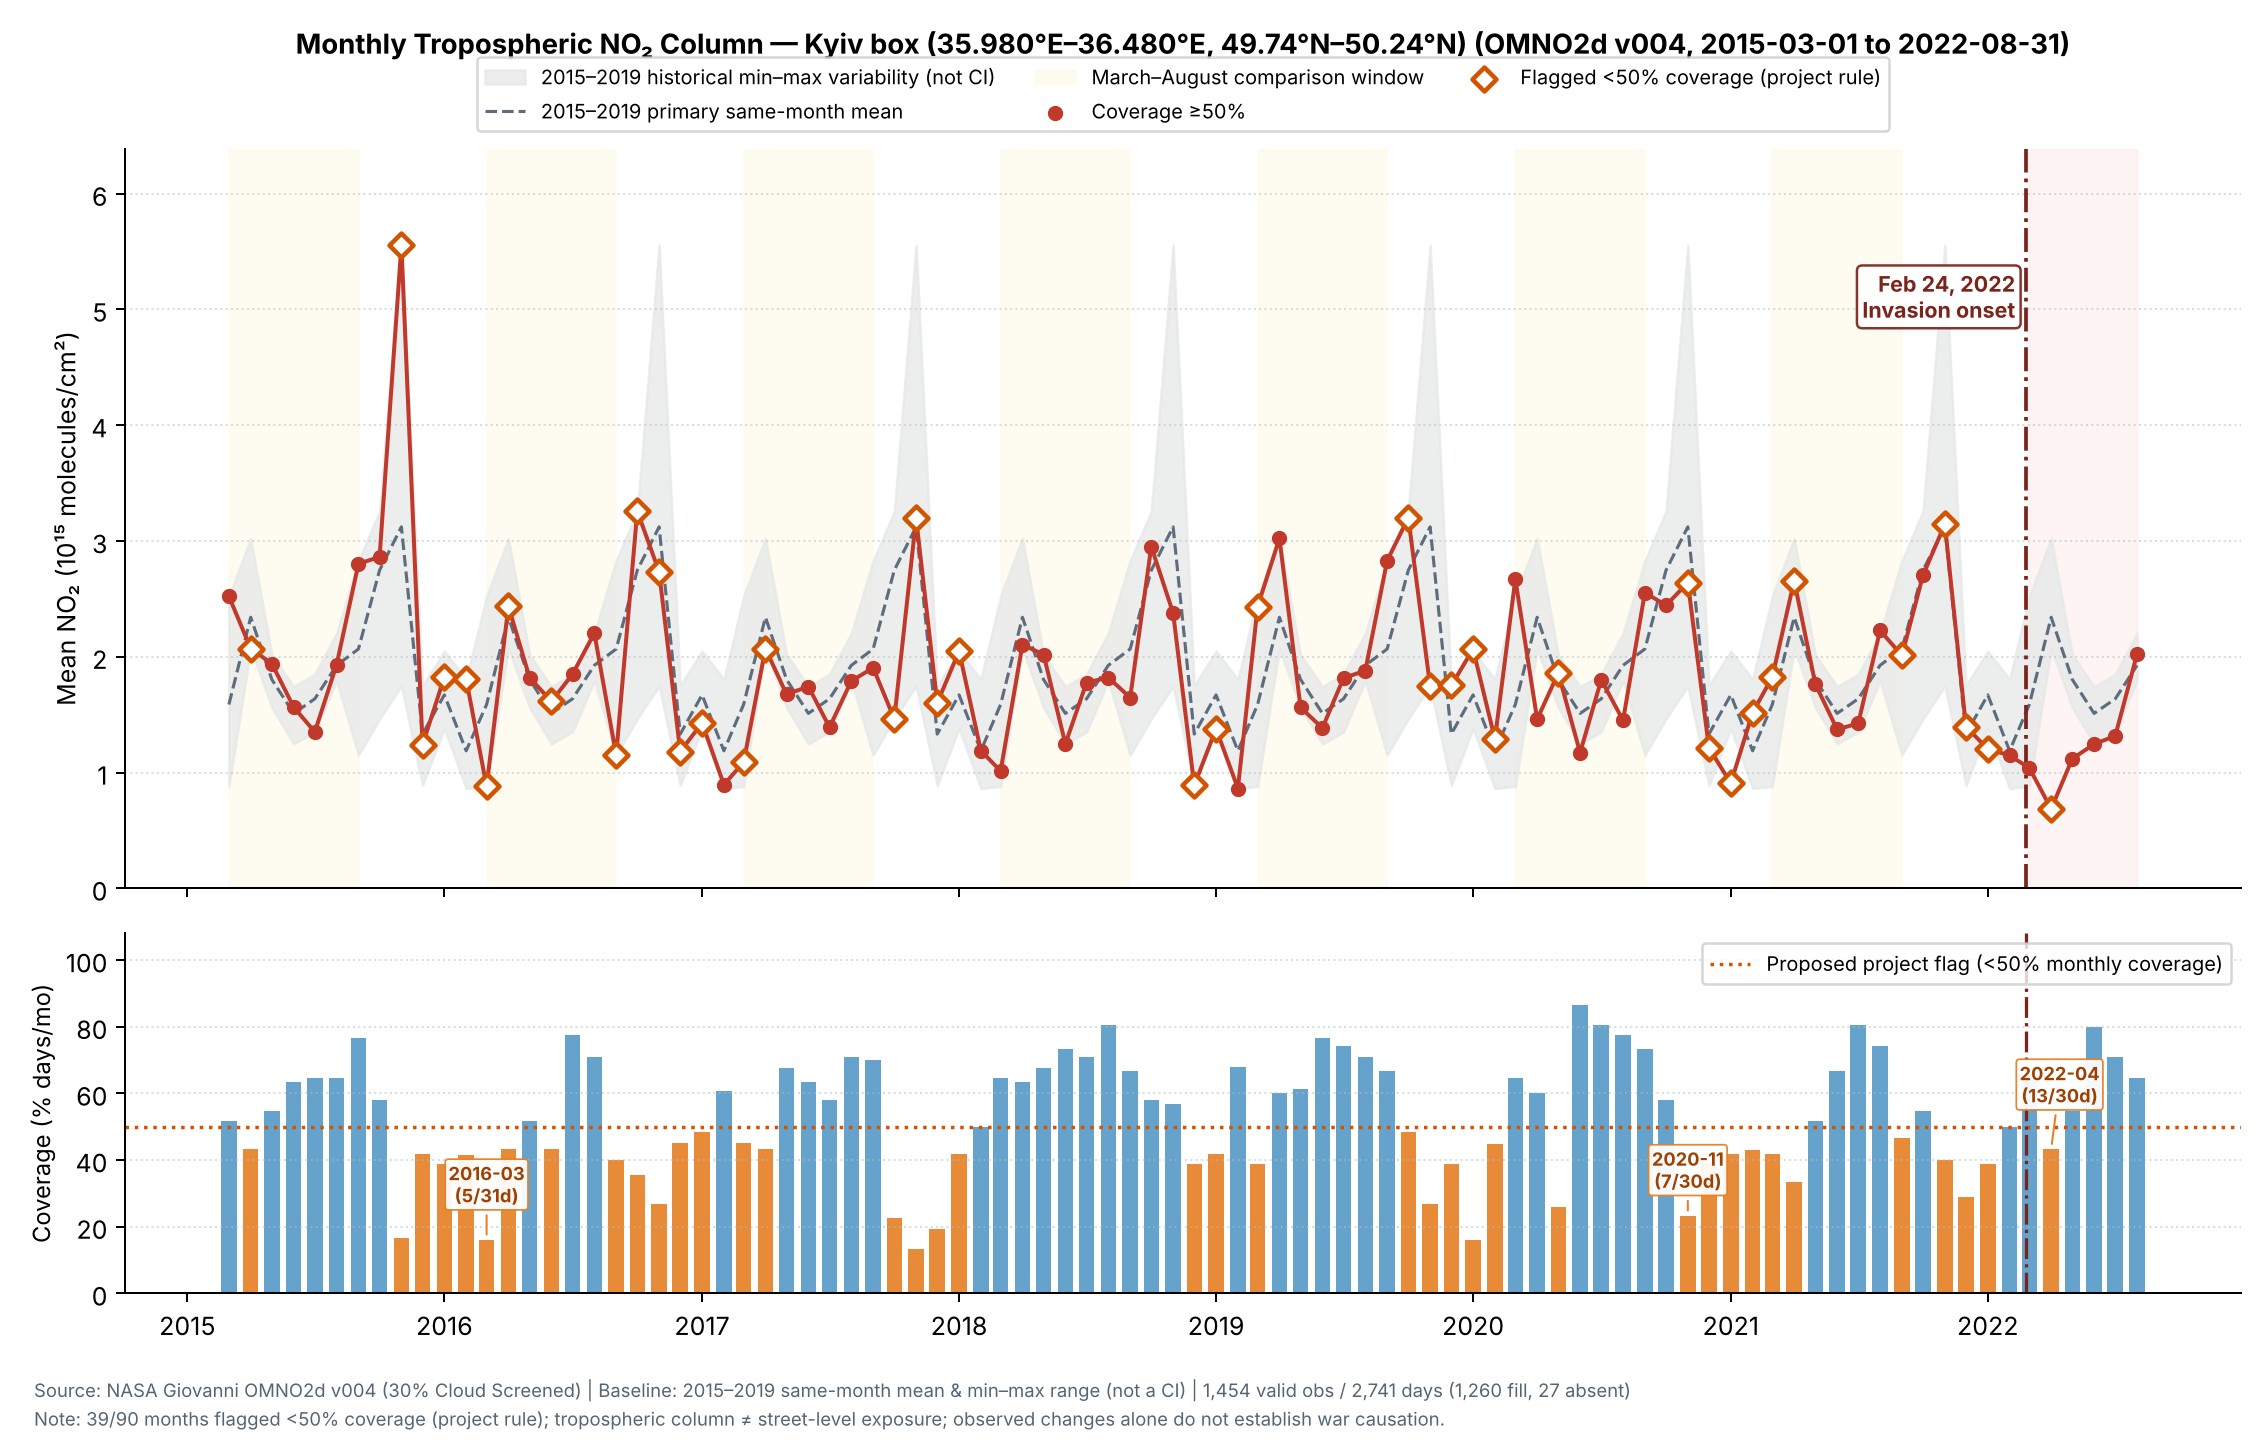 Monthly Tropospheric NO₂ Column — Kyiv box (35.980°E–36.480°E, 49.74°N–50.24°N) (OMNO2d v004, 2015-03-01 to 2022-08-31)
2015–2019 historical min–max variability (not CI)
2015–2019 primary same-month mean
March–August comparison window
Coverage ≥50%
Flagged <50% coverage (project rule)
Mean NO₂ (10¹⁵ molecules/cm²)
6
5
4
3
2
1
0
Feb 24, 2022
Invasion onset
Coverage (% days/mo)
100
80
60
40
20
0
Proposed project flag (<50% monthly coverage)
2016-03
(5/31d)
2020-11
(7/30d)
2022-04
(13/30d)
2015 2016 2017 2018 2019 2020 2021 2022
Source: NASA Giovanni OMNO2d v004 (30% Cloud Screened) | Baseline: 2015–2019 same-month mean & min–max range (not a CI) | 1,454 valid obs / 2,741 days (1,260 fill, 27 absent)
Note: 39/90 months flagged <50% coverage (project rule); tropospheric column ≠ street-level exposure; observed changes alone do not establish war causation.